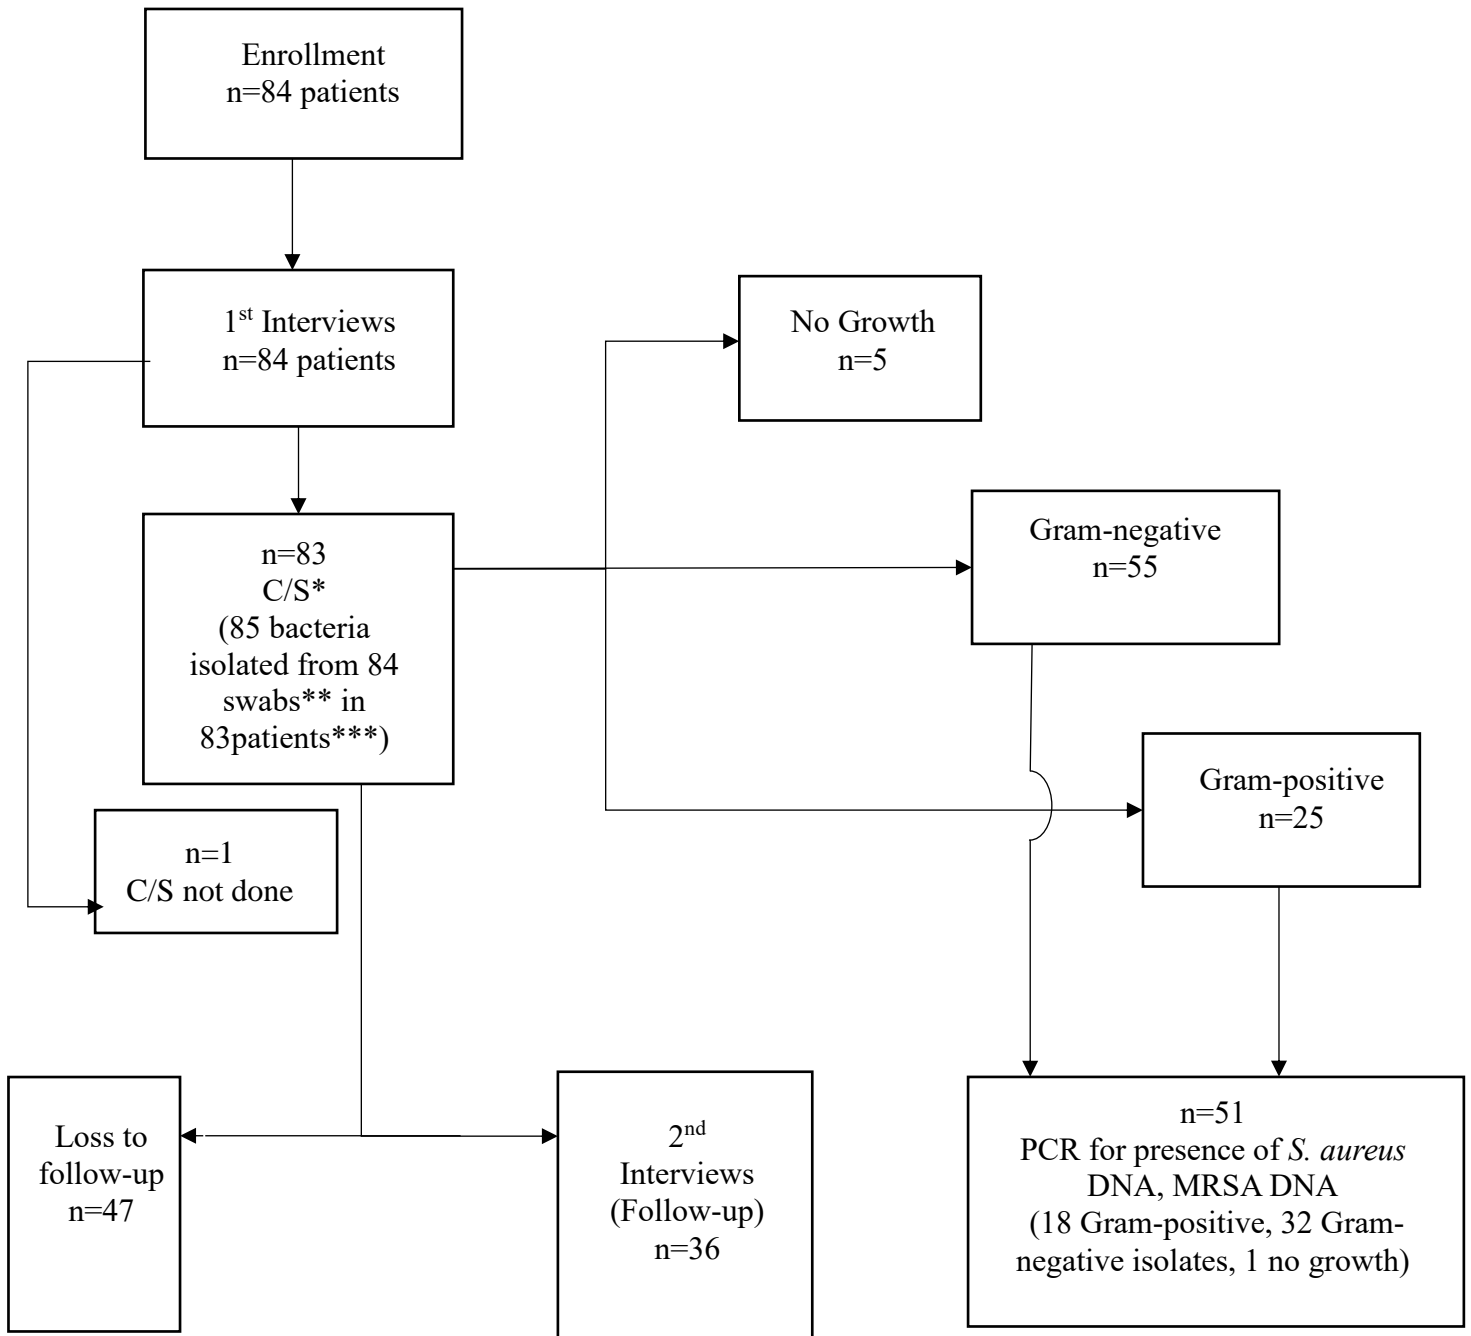 Enrollment
n=84 patients
1st Interviews
n=84 patients
No Growth
n=5
n=83
C/S*
(85 bacteria
isolated from 84
swabs** in
83patients***)
Gram-negative
n=55
Gram-positive
n=25
n=1
C/S not done
Loss to
follow-up
n=47
2nd
Interviews
(Follow-up)
n=36
n=51
PCR for presence of S. aureus
DNA, MRSA DNA
(18 Gram-positive, 32 Gram-
negative isolates, 1 no growth)